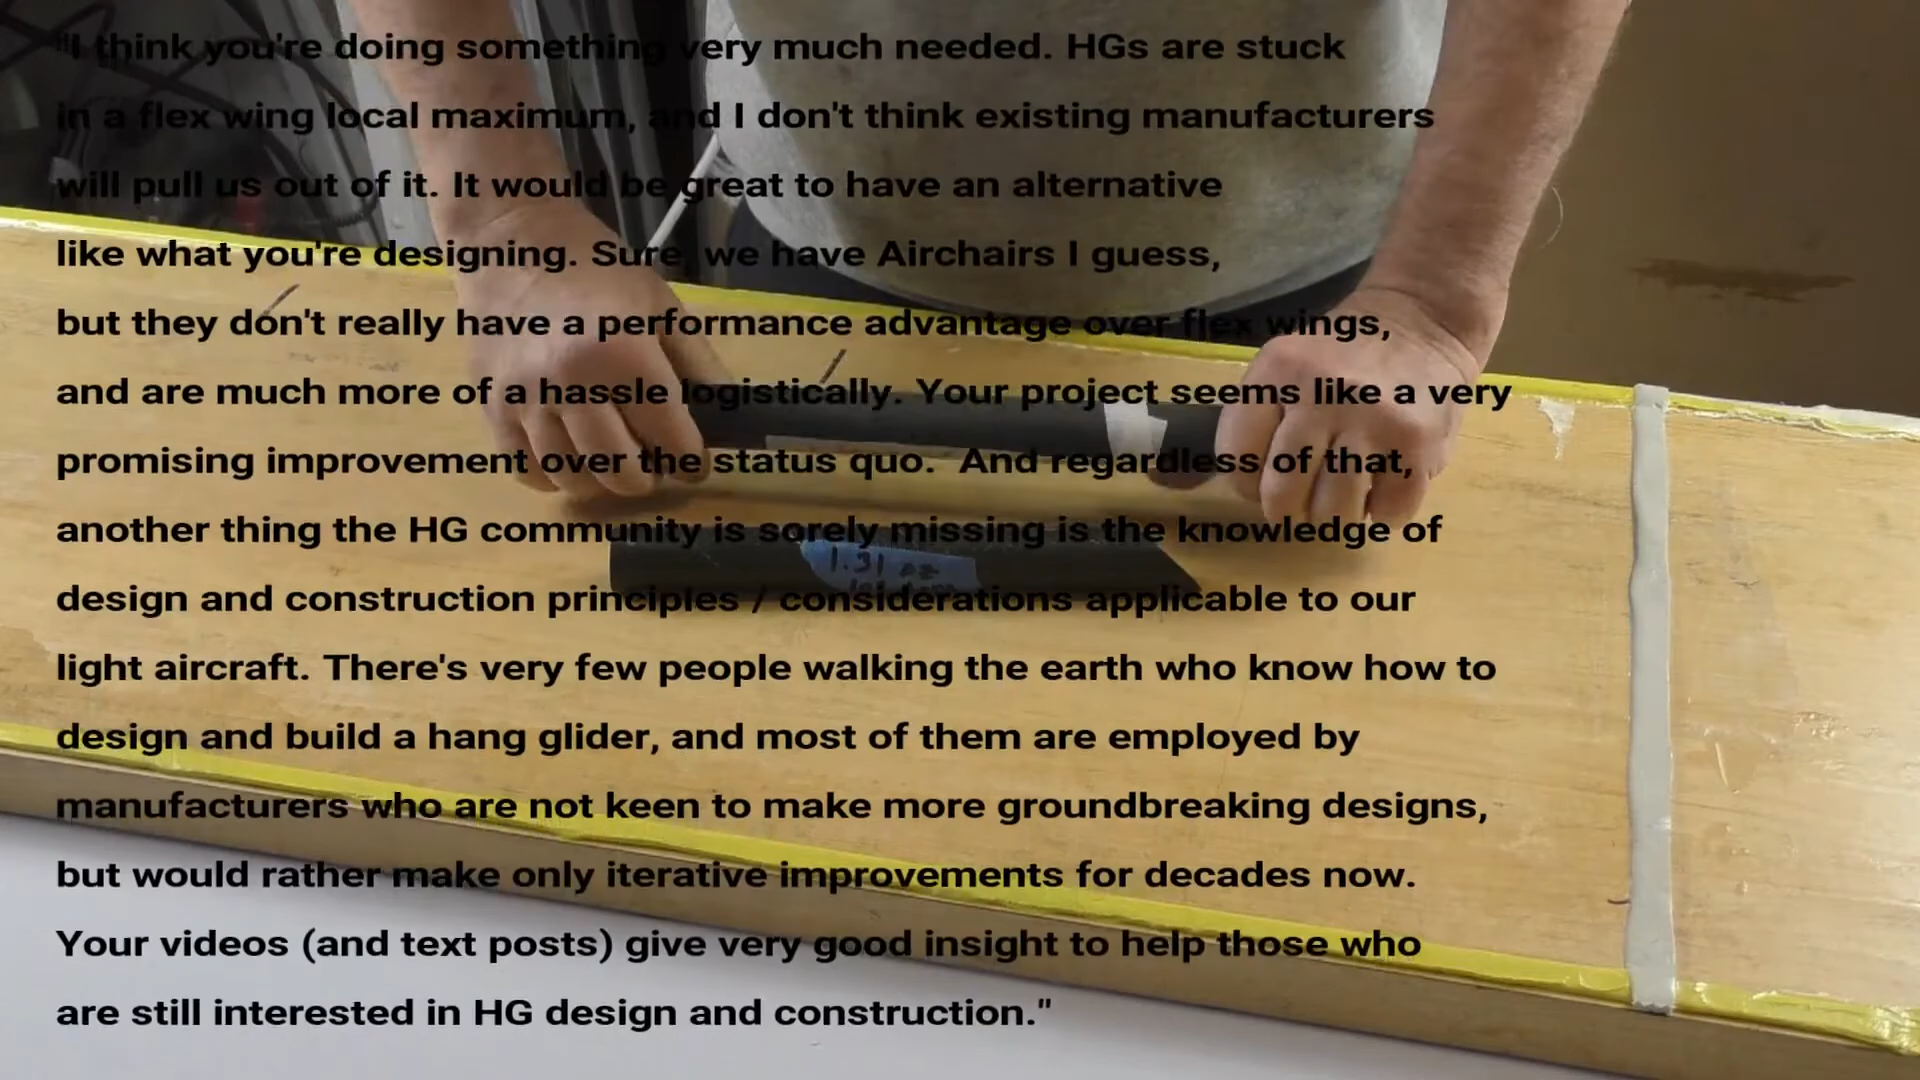 "I think you're doing something very much needed. HGs are stuck
in a flex wing local maximum, and I don't think existing manufacturers
will pull us out of it. It would be great to have an alternative
like what you're designing. Sure, we have Airchairs I guess,
but they don't really have a performance advantage over flex wings,
and are much more of a hassle logistically. Your project seems like a very
promising improvement over the status quo.  And regardless of that,
another thing the HG community is sorely missing is the knowledge of
1.31 oz
design and construction principles / considerations applicable to our
light aircraft. There's very few people walking the earth who know how to
design and build a hang glider, and most of them are employed by
manufacturers who are not keen to make more groundbreaking designs,
but would rather make only iterative improvements for decades now.
Your videos (and text posts) give very good insight to help those who
are still interested in HG design and construction."